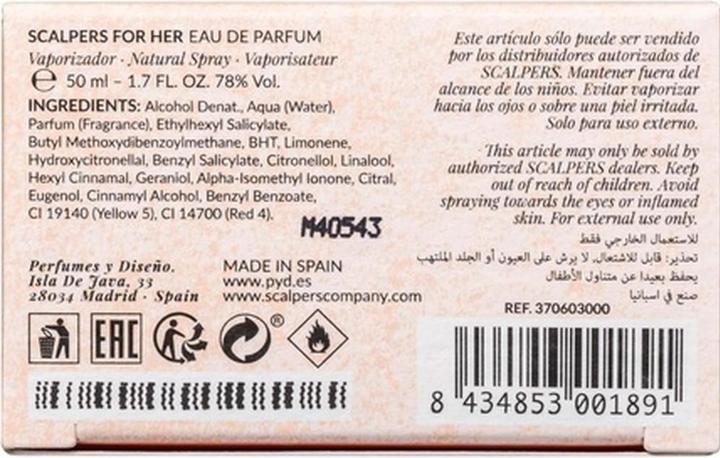 SCALPERS FOR HER EAU DE PARFUM
Vaporizador · Natural Spray · Vaporisateur
℮ 50 ml – 1.7 FL. OZ. 78% Vol.
INGREDIENTS: Alcohol Denat., Aqua (Water),
Parfum (Fragrance), Ethylhexyl Salicylate,
Butyl Methoxydibenzoylmethane, BHT, Limonene,
Hydroxycitronellal, Benzyl Salicylate, Citronellol, Linalool,
Hexyl Cinnamal, Geraniol, Alpha-Isomethyl Ionone, Citral,
Eugenol, Cinnamyl Alcohol, Benzyl Benzoate,
CI 19140 (Yellow 5), CI 14700 (Red 4).
M40543
Perfumes y Diseño.
Isla De Java, 33
28034 Madrid · Spain
MADE IN SPAIN
www.pyd.es
www.scalperscompany.com
EAC
®
Este artículo sólo puede ser vendido
por los distribuidores autorizados de
SCALPERS. Mantener fuera del
alcance de los niños. Evitar vaporizar
hacia los ojos o sobre una piel irritada.
Solo para uso externo.
This article may only be sold by
authorized SCALPERS dealers. Keep
out of reach of children. Avoid
spraying towards the eyes or inflamed
skin. For external use only.
للاستعمال الخارجي فقط
تحذير: قابل للاشتعال. لا يرش على العيون أو الجلد الملتهب
يحفظ بعيدا عن متناول الأطفال
صنع في اسبانيا
REF. 370603000
8 434853 001891